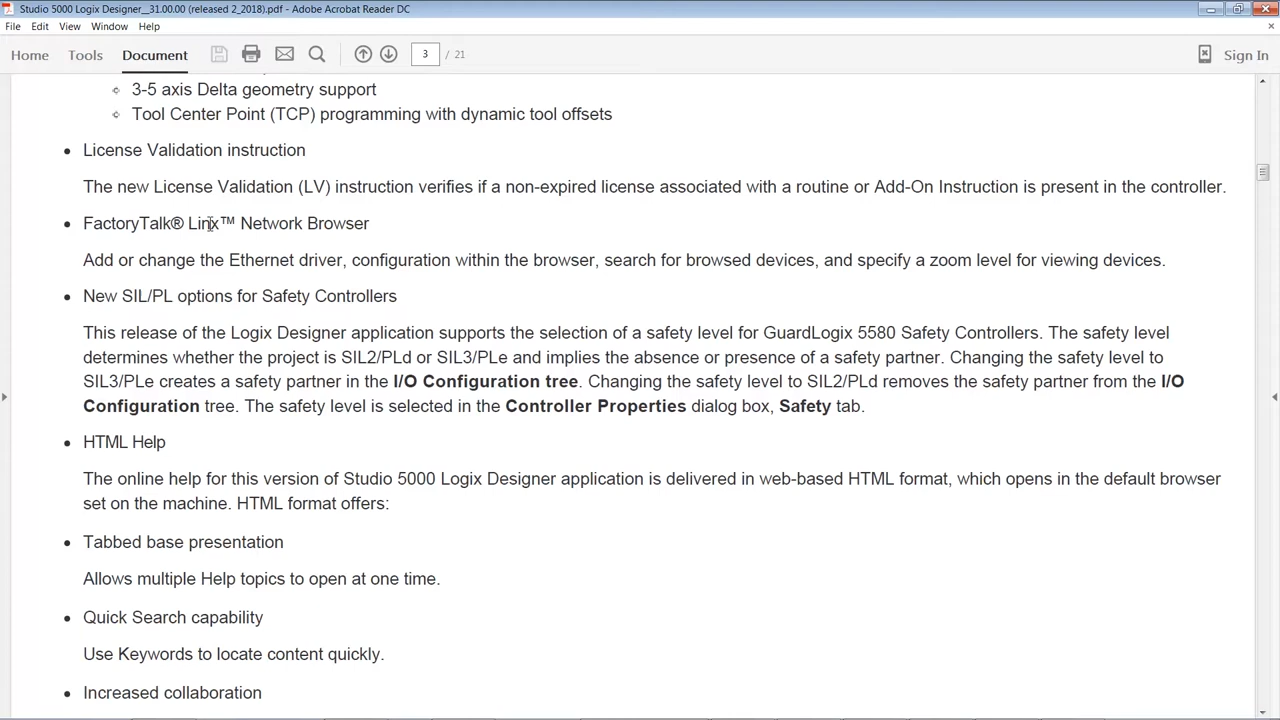 Studio 5000 Logix Designer__31.00.00 (released 2_2018).pdf - Adobe Acrobat Reader DC
File Edit View Window Help
Home Tools Document 3 / 21 Sign In
3-5 axis Delta geometry support
Tool Center Point (TCP) programming with dynamic tool offsets
License Validation instruction
The new License Validation (LV) instruction verifies if a non-expired license associated with a routine or Add-On Instruction is present in the controller.
FactoryTalk® Linx™ Network Browser
Add or change the Ethernet driver, configuration within the browser, search for browsed devices, and specify a zoom level for viewing devices.
New SIL/PL options for Safety Controllers
This release of the Logix Designer application supports the selection of a safety level for GuardLogix 5580 Safety Controllers. The safety level
determines whether the project is SIL2/PLd or SIL3/PLe and implies the absence or presence of a safety partner. Changing the safety level to
SIL3/PLe creates a safety partner in the I/O Configuration tree. Changing the safety level to SIL2/PLd removes the safety partner from the I/O
Configuration tree. The safety level is selected in the Controller Properties dialog box, Safety tab.
HTML Help
The online help for this version of Studio 5000 Logix Designer application is delivered in web-based HTML format, which opens in the default browser
set on the machine. HTML format offers:
Tabbed base presentation
Allows multiple Help topics to open at one time.
Quick Search capability
Use Keywords to locate content quickly.
Increased collaboration